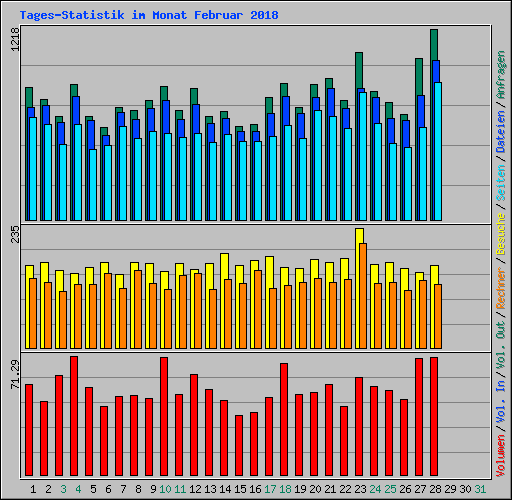 Tages-Statistik im Monat Februar 2018
1218
235
71.29
Volumen / Vol. In / Vol. Out / Rechner / Besuche / Seiten / Dateien / Anfragen
1 2 3 4 5 6 7 8 9 10 11 12 13 14 15 16 17 18 19 20 21 22 23 24 25 26 27 28 29 30 31